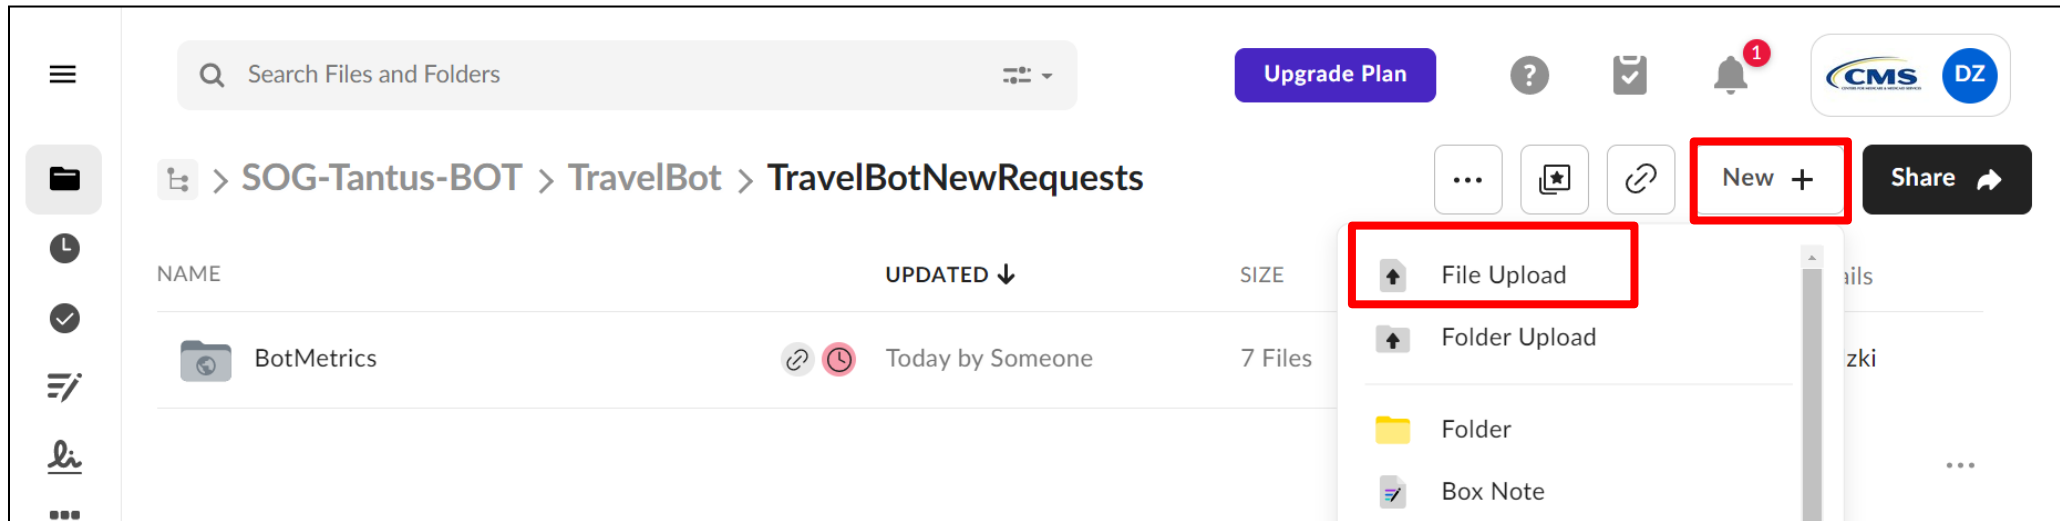 Search Files and Folders
Upgrade Plan
?
1
CMS
DZ
SOG-Tantus-BOT > TravelBot > TravelBotNewRequests
New +
Share
NAME
UPDATED
SIZE
ails
File Upload
Folder Upload
BotMetrics
Today by Someone
7 Files
zki
Folder
Box Note